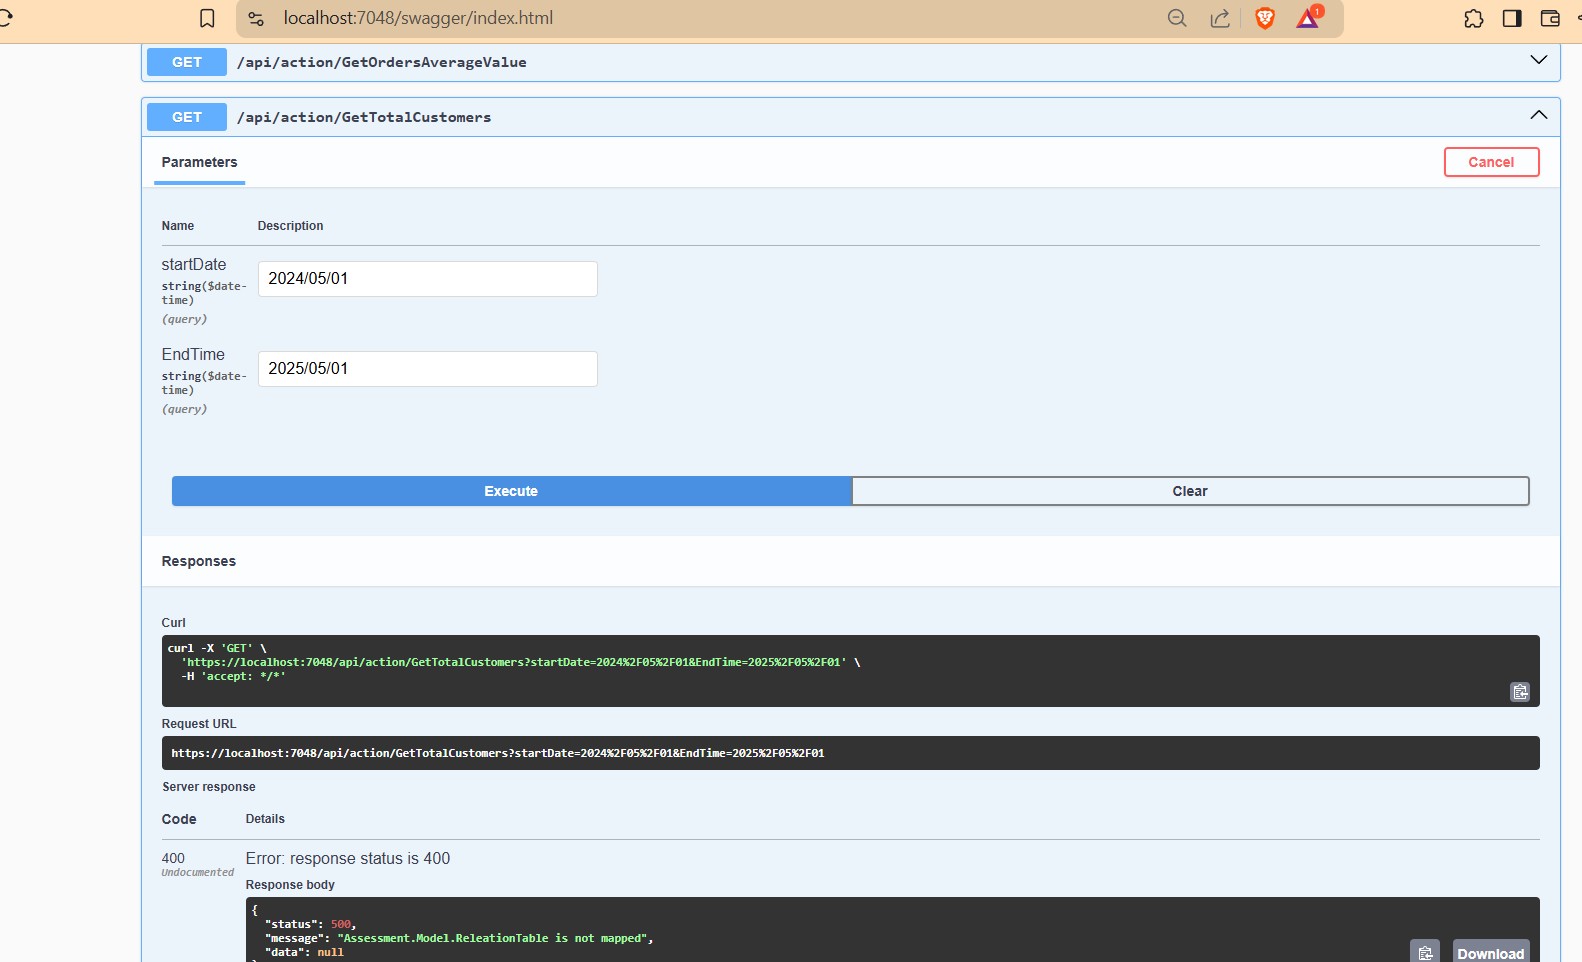 localhost:7048/swagger/index.html
1
GET /api/action/GetOrdersAverageValue
GET /api/action/GetTotalCustomers
Parameters
Cancel
Name Description
startDate
string($date-
time)
(query)
2024/05/01
EndTime
string($date-
time)
(query)
2025/05/01
Execute Clear
Responses
Curl
curl -X 'GET' \
'https://localhost:7048/api/action/GetTotalCustomers?startDate=2024%2F05%2F01&EndTime=2025%2F05%2F01' \
-H 'accept: */*'
Request URL
https://localhost:7048/api/action/GetTotalCustomers?startDate=2024%2F05%2F01&EndTime=2025%2F05%2F01
Server response
Code Details
400
Undocumented
Error: response status is 400
Response body
{
"status": 500,
"message": "Assessment.Model.ReleationTable is not mapped",
"data": null
Download